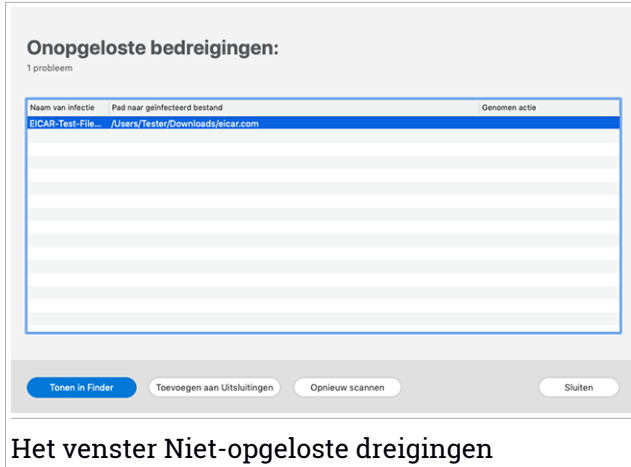 Onopgeloste bedreigingen:
1 probleem
Naam van infectie Pad naar geïnfecteerd bestand Genomen actie
EICAR-Test-File... /Users/Tester/Downloads/eicar.com
Tonen in Finder Toevoegen aan Uitsluitingen Opnieuw scannen Sluiten
Het venster Niet-opgeloste dreigingen